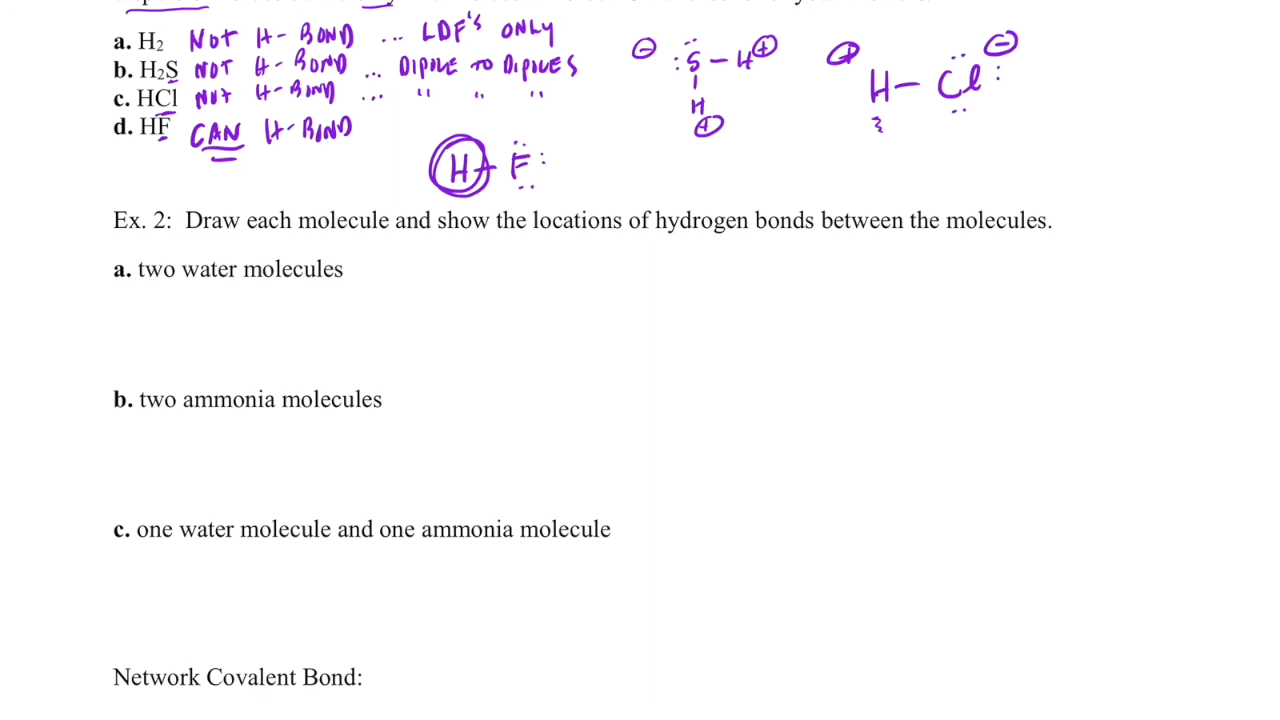 a. H₂ NOT H-BOND ... LDF'S ONLY
b. H₂S NOT H-BOND ... DIPOLE TO DIPOLES
c. HCl NOT H-BOND ... " " "
d. HF CAN H-BOND
⊖ :S̈ – H ⊕
H
⊕
⊕ H – Cl: ⊖
H – F:
Ex. 2: Draw each molecule and show the locations of hydrogen bonds between the molecules.
a. two water molecules
b. two ammonia molecules
c. one water molecule and one ammonia molecule
Network Covalent Bond: